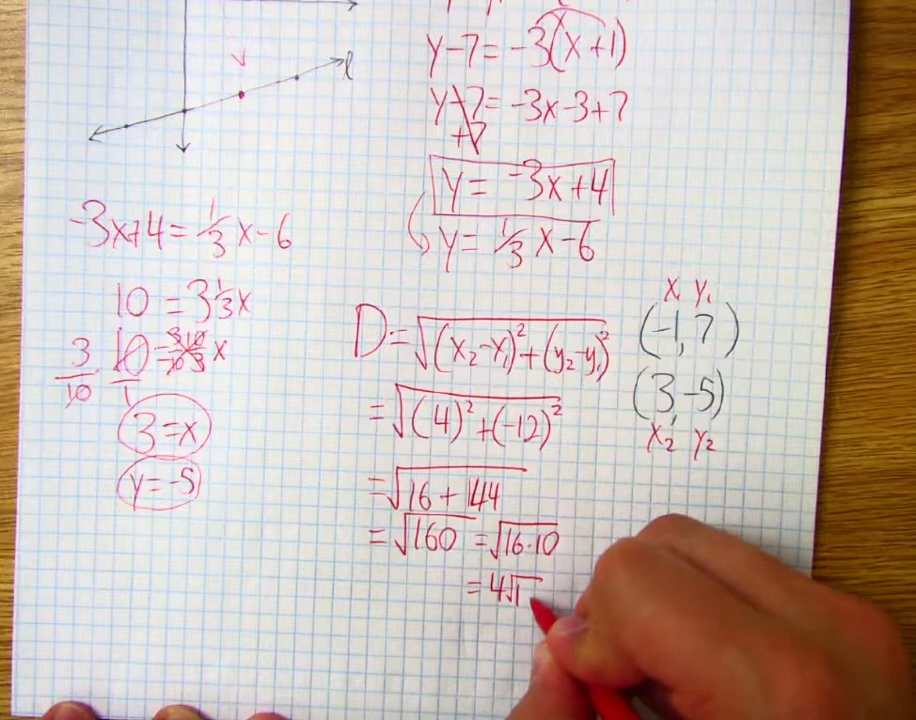 l
y-7 = -3(x+1)
y-7 = -3x-3+7
+7
y = -3x+4
y = 1/3 x-6
-3x+4 = 1/3 x-6
10 = 3 1/3 x
3/10 · 10/1 = 3/10 · 10/3 x
3=x
y=-5
D = √(x₂-x₁)²+(y₂-y₁)²
= √(4)²+(-12)²
= √16+144
= √160 = √16·10
= 4√1
x₁ y₁
(-1,7)
(3,-5)
x₂ y₂